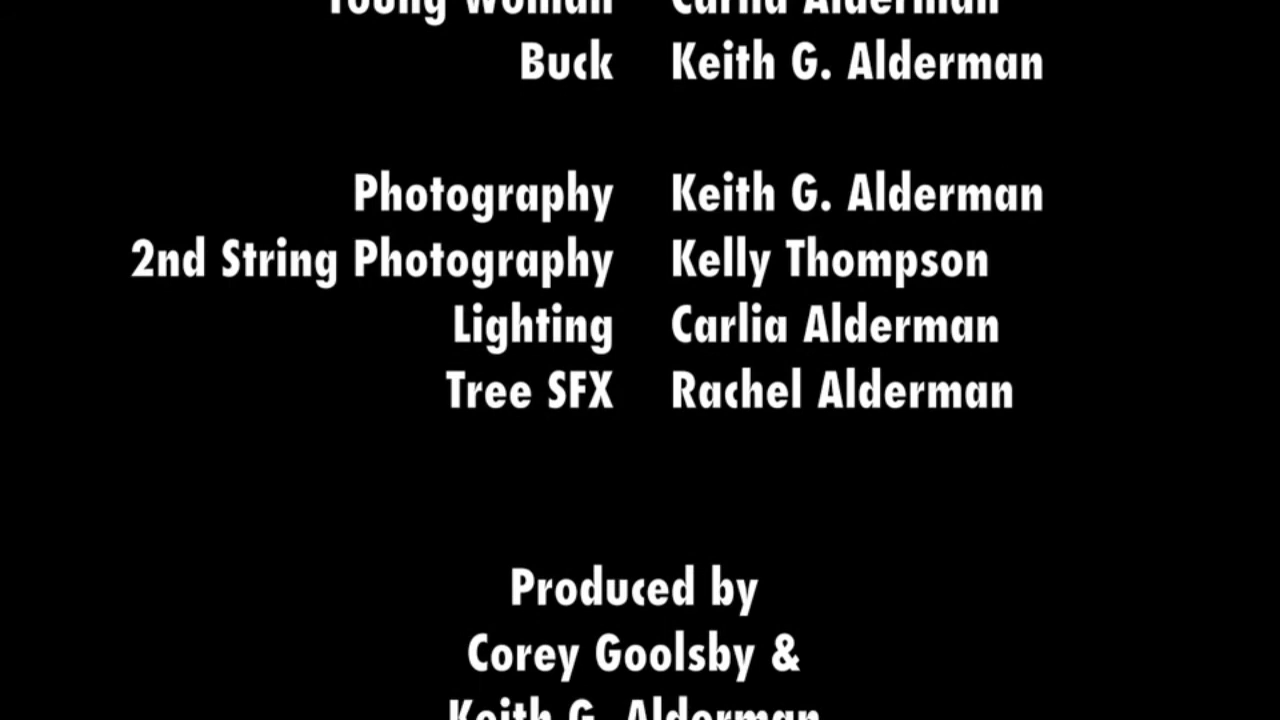 Young Woman Carlia Alderman
Buck Keith G. Alderman
Photography Keith G. Alderman
2nd String Photography Kelly Thompson
Lighting Carlia Alderman
Tree SFX Rachel Alderman
Produced by
Corey Goolsby &
Keith G. Alderman